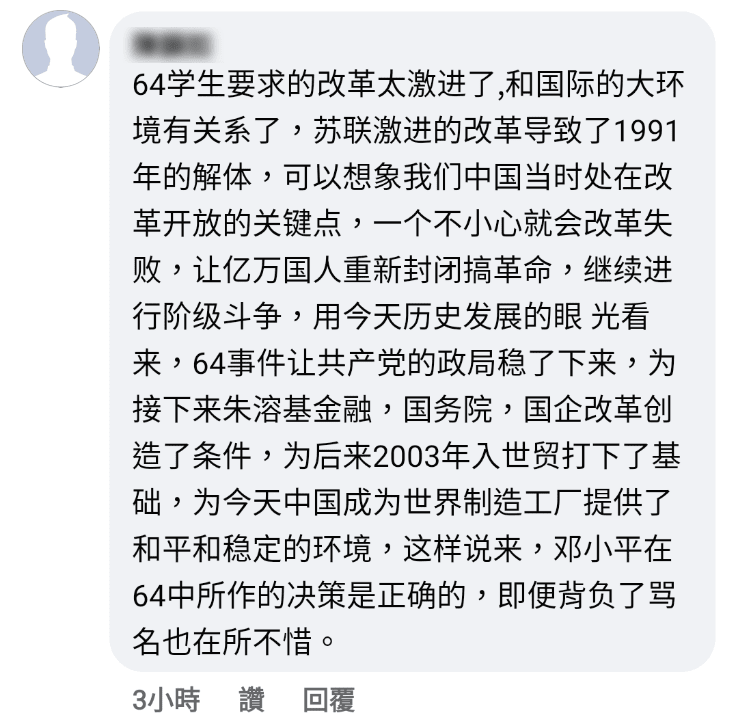 64学生要求的改革太激进了,和国际的大环
境有关系了，苏联激进的改革导致了1991
年的解体，可以想象我们中国当时处在改
革开放的关键点，一个不小心就会改革失
败，让亿万国人重新封闭搞革命，继续进
行阶级斗争，用今天历史发展的眼 光看
来，64事件让共产党的政局稳了下来，为
接下来朱溶基金融，国务院，国企改革创
造了条件，为后来2003年入世贸打下了基
础，为今天中国成为世界制造工厂提供了
和平和稳定的环境，这样说来，邓小平在
64中所作的决策是正确的，即便背负了骂
名也在所不惜。
3小時 讚 回覆